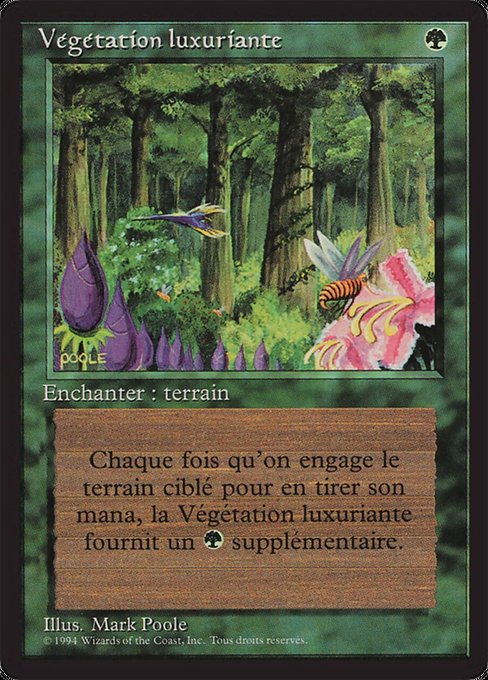 Végétation luxuriante
POOLE
Enchanter : terrain
Chaque fois qu'on engage le
terrain ciblé pour en tirer son
mana, la Végétation luxuriante
fournit un supplémentaire.
Illus. Mark Poole
© 1994 Wizards of the Coast, Inc. Tous droits reservés.